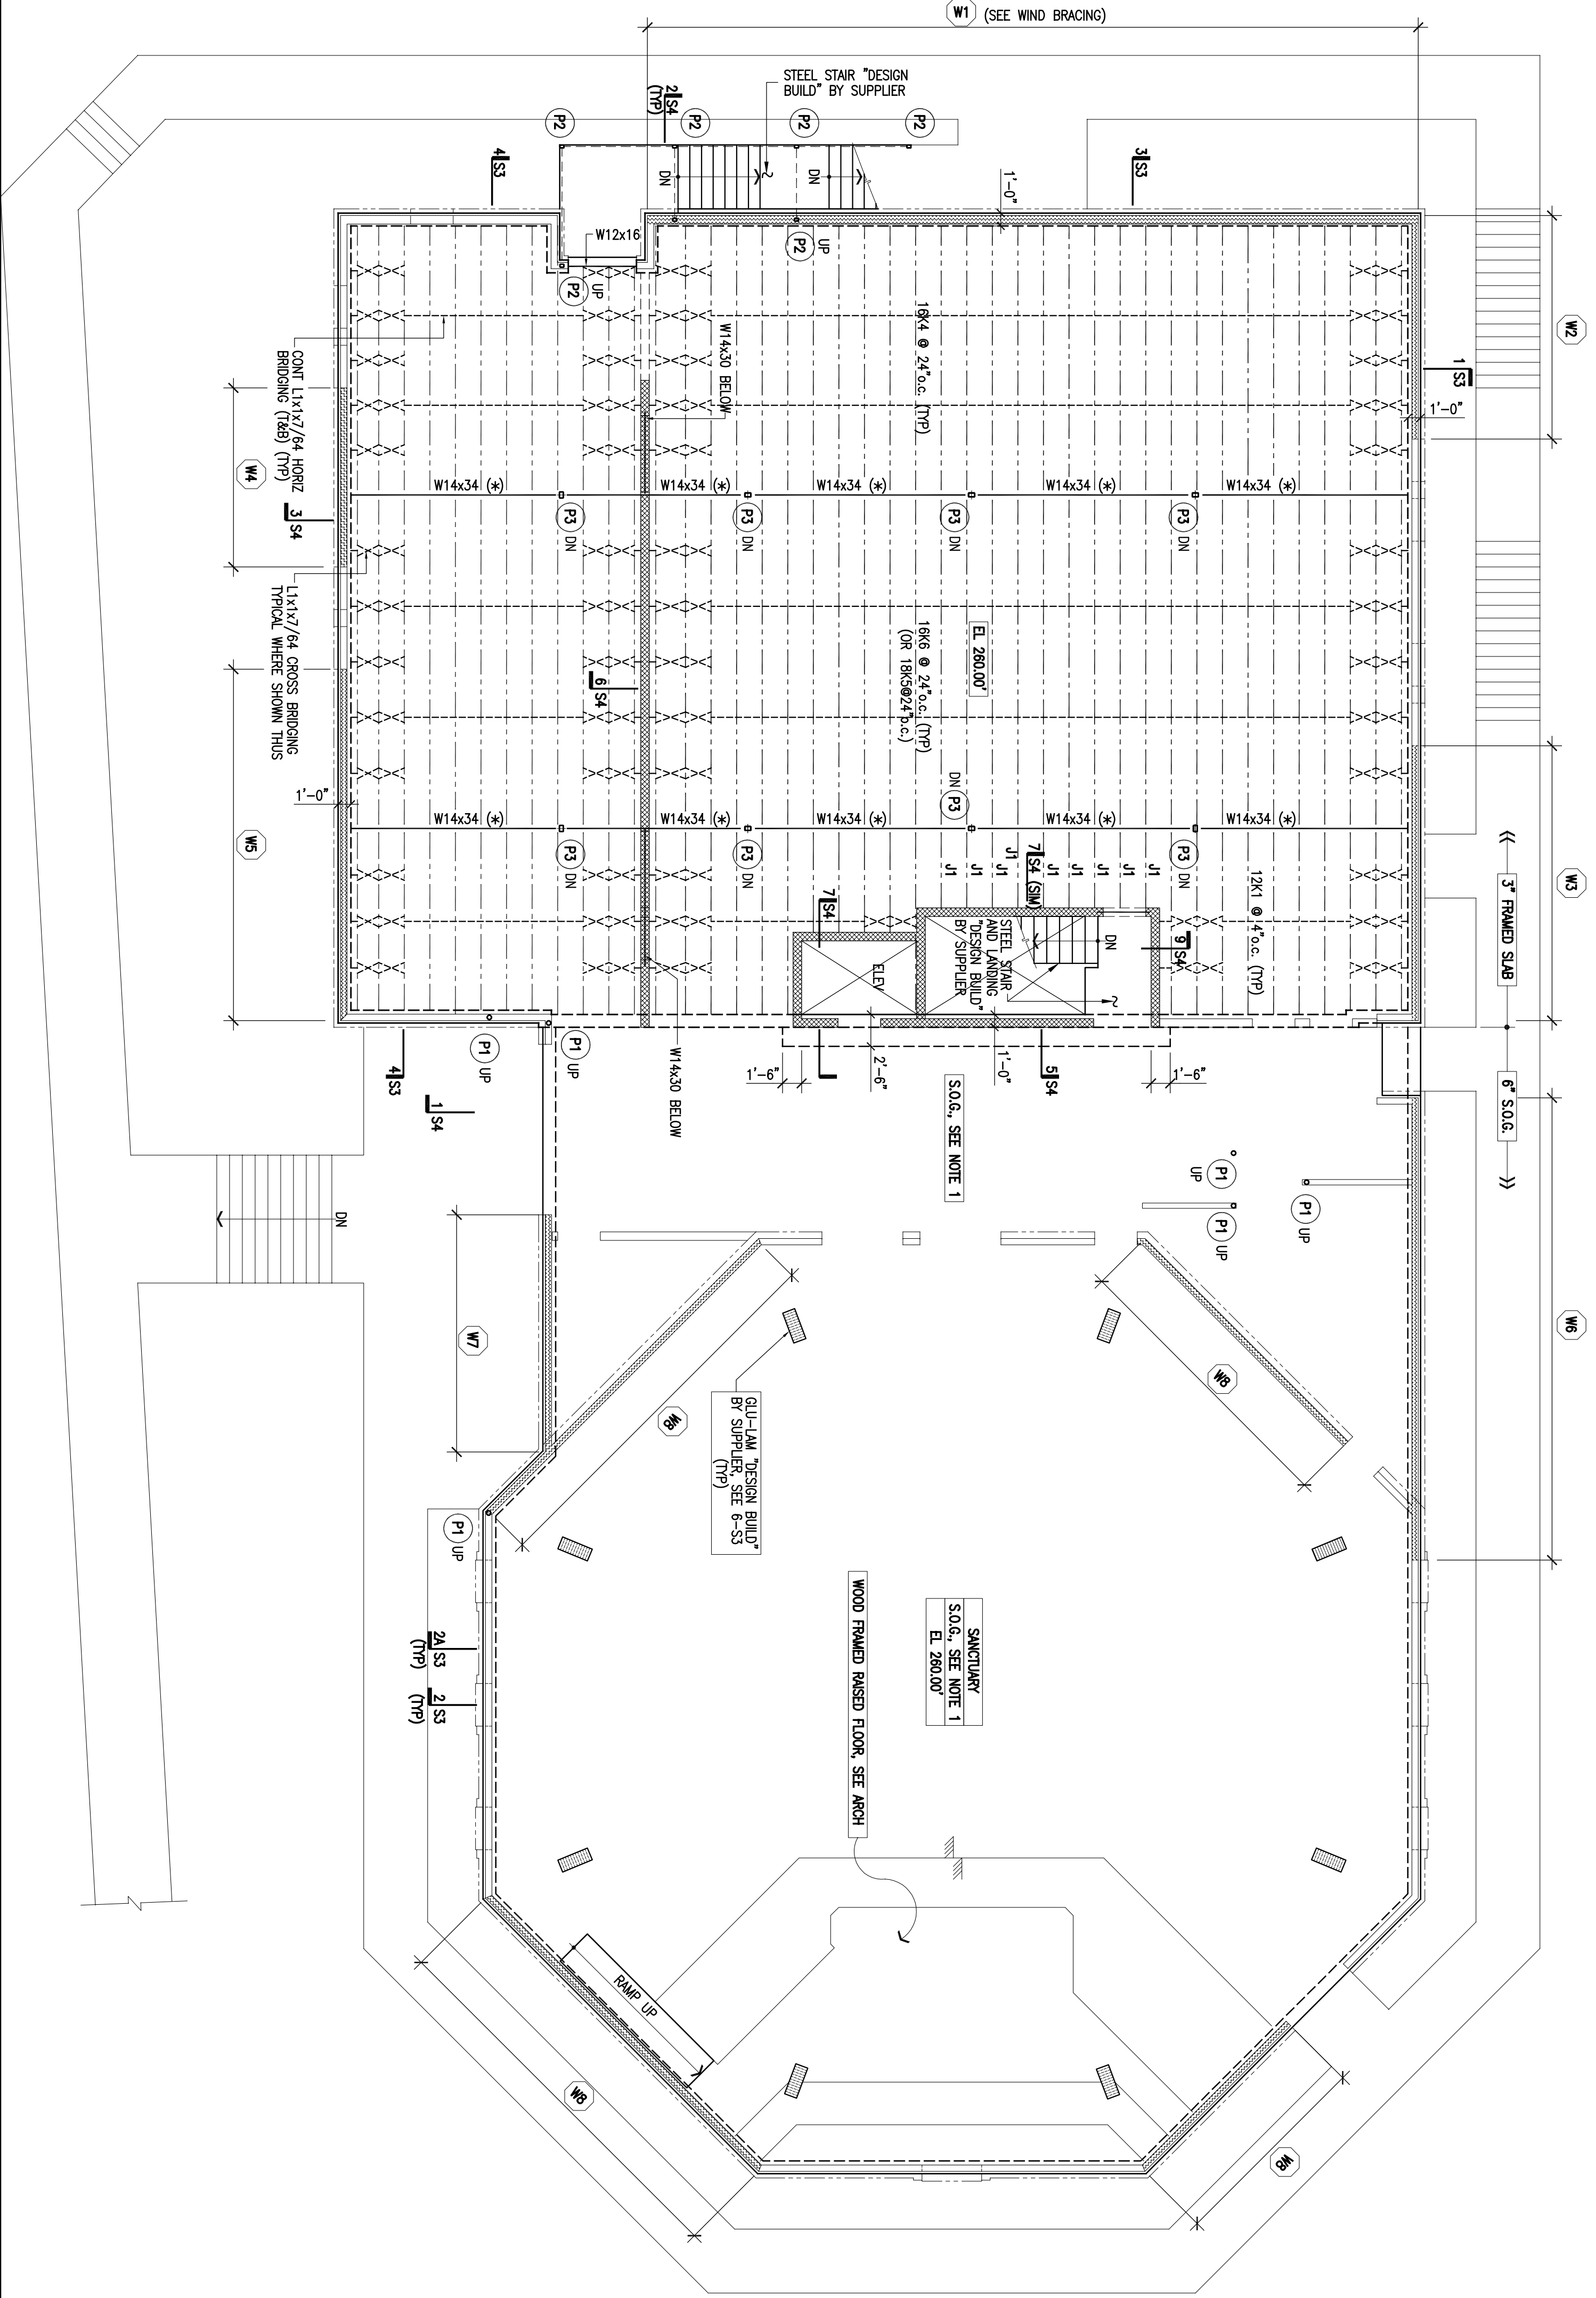 W1 (SEE WIND BRACING)
STEEL STAIR "DESIGN
BUILD" BY SUPPLIER
2 S4
(TYP)
P2
P2
P2
P2
4 S3
3 S3
DN
DN
1'-0"
W2
1
S3
1'-0"
W12x16
P2 UP
P2 UP
W14x30 BELOW
16K4 @ 24"o.c. (TYP)
CONT L1x1x7/64 HORIZ
BRIDGING (T&B) (TYP)
W4
3
S4
W14x34 (*)
W14x34 (*)
W14x34 (*)
W14x34 (*)
W14x34 (*)
P3 DN
P3 DN
P3 DN
P3 DN
L1x1x7/64 CROSS BRIDGING
TYPICAL WHERE SHOWN THUS
6
S4
EL 260.00'
16K6 @ 24"o.c. (TYP)
(OR 18K5@24"o.c.)
W3
3" FRAMED SLAB
6" S.O.G.
1'-0"
W5
DN P3
W14x34 (*)
W14x34 (*)
W14x34 (*)
W14x34 (*)
W14x34 (*)
P3 DN
P3 DN
P3 DN
J1
J1
J1
J1
J1
J1
J1
J1
J1
7 S4 (SIM)
12K1 @ 4"o.c. (TYP)
7 S4
STEEL STAIR
AND LANDING
"DESIGN BUILD"
BY SUPPLIER
DN
9
S4
ELEV
W14x30 BELOW
P1 UP
P1 UP
4 S3
1
S4
1'-6"
2'-6"
1'-0"
5 S4
1'-6"
S.O.G., SEE NOTE 1
P1
UP
P1 UP
P1 UP
W6
DN
W7
W8
W8
GLU-LAM "DESIGN BUILD"
BY SUPPLIER, SEE 6-S3
(TYP)
P1 UP
2A S3
(TYP)
2 S3
(TYP)
WOOD FRAMED RAISED FLOOR, SEE ARCH
SANCTUARY
S.O.G., SEE NOTE 1
EL 260.00'
RAMP UP
W8
W8